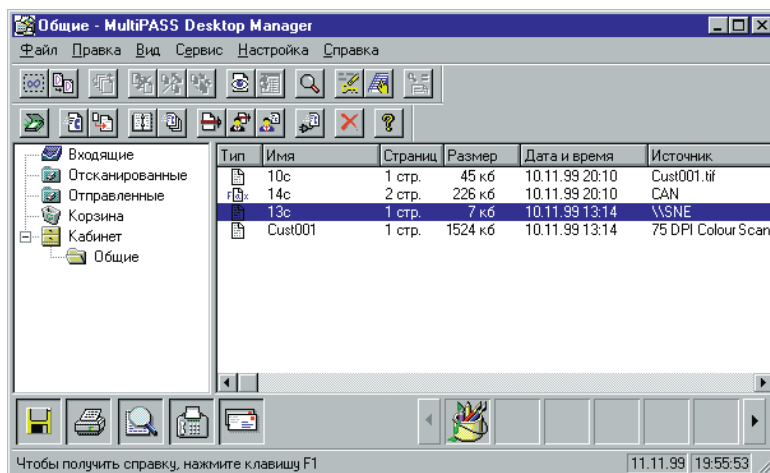 Общие - MultiPASS Desktop Manager
Файл Правка Вид Сервис Настройка Справка
Входящие
Отсканированные
Отправленные
Корзина
Кабинет
Общие
Тип Имя Страниц Размер Дата и время Источник
10c 1 стр. 45 кб 10.11.99 20:10 Cust001.tif
14c 2 стр. 226 кб 10.11.99 20:10 CAN
13c 1 стр. 7 кб 10.11.99 13:14 \\SNE
Cust001 1 стр. 1524 кб 10.11.99 13:14 75 DPI Colour Scan
Чтобы получить справку, нажмите клавишу F1 11.11.99 19:55:53